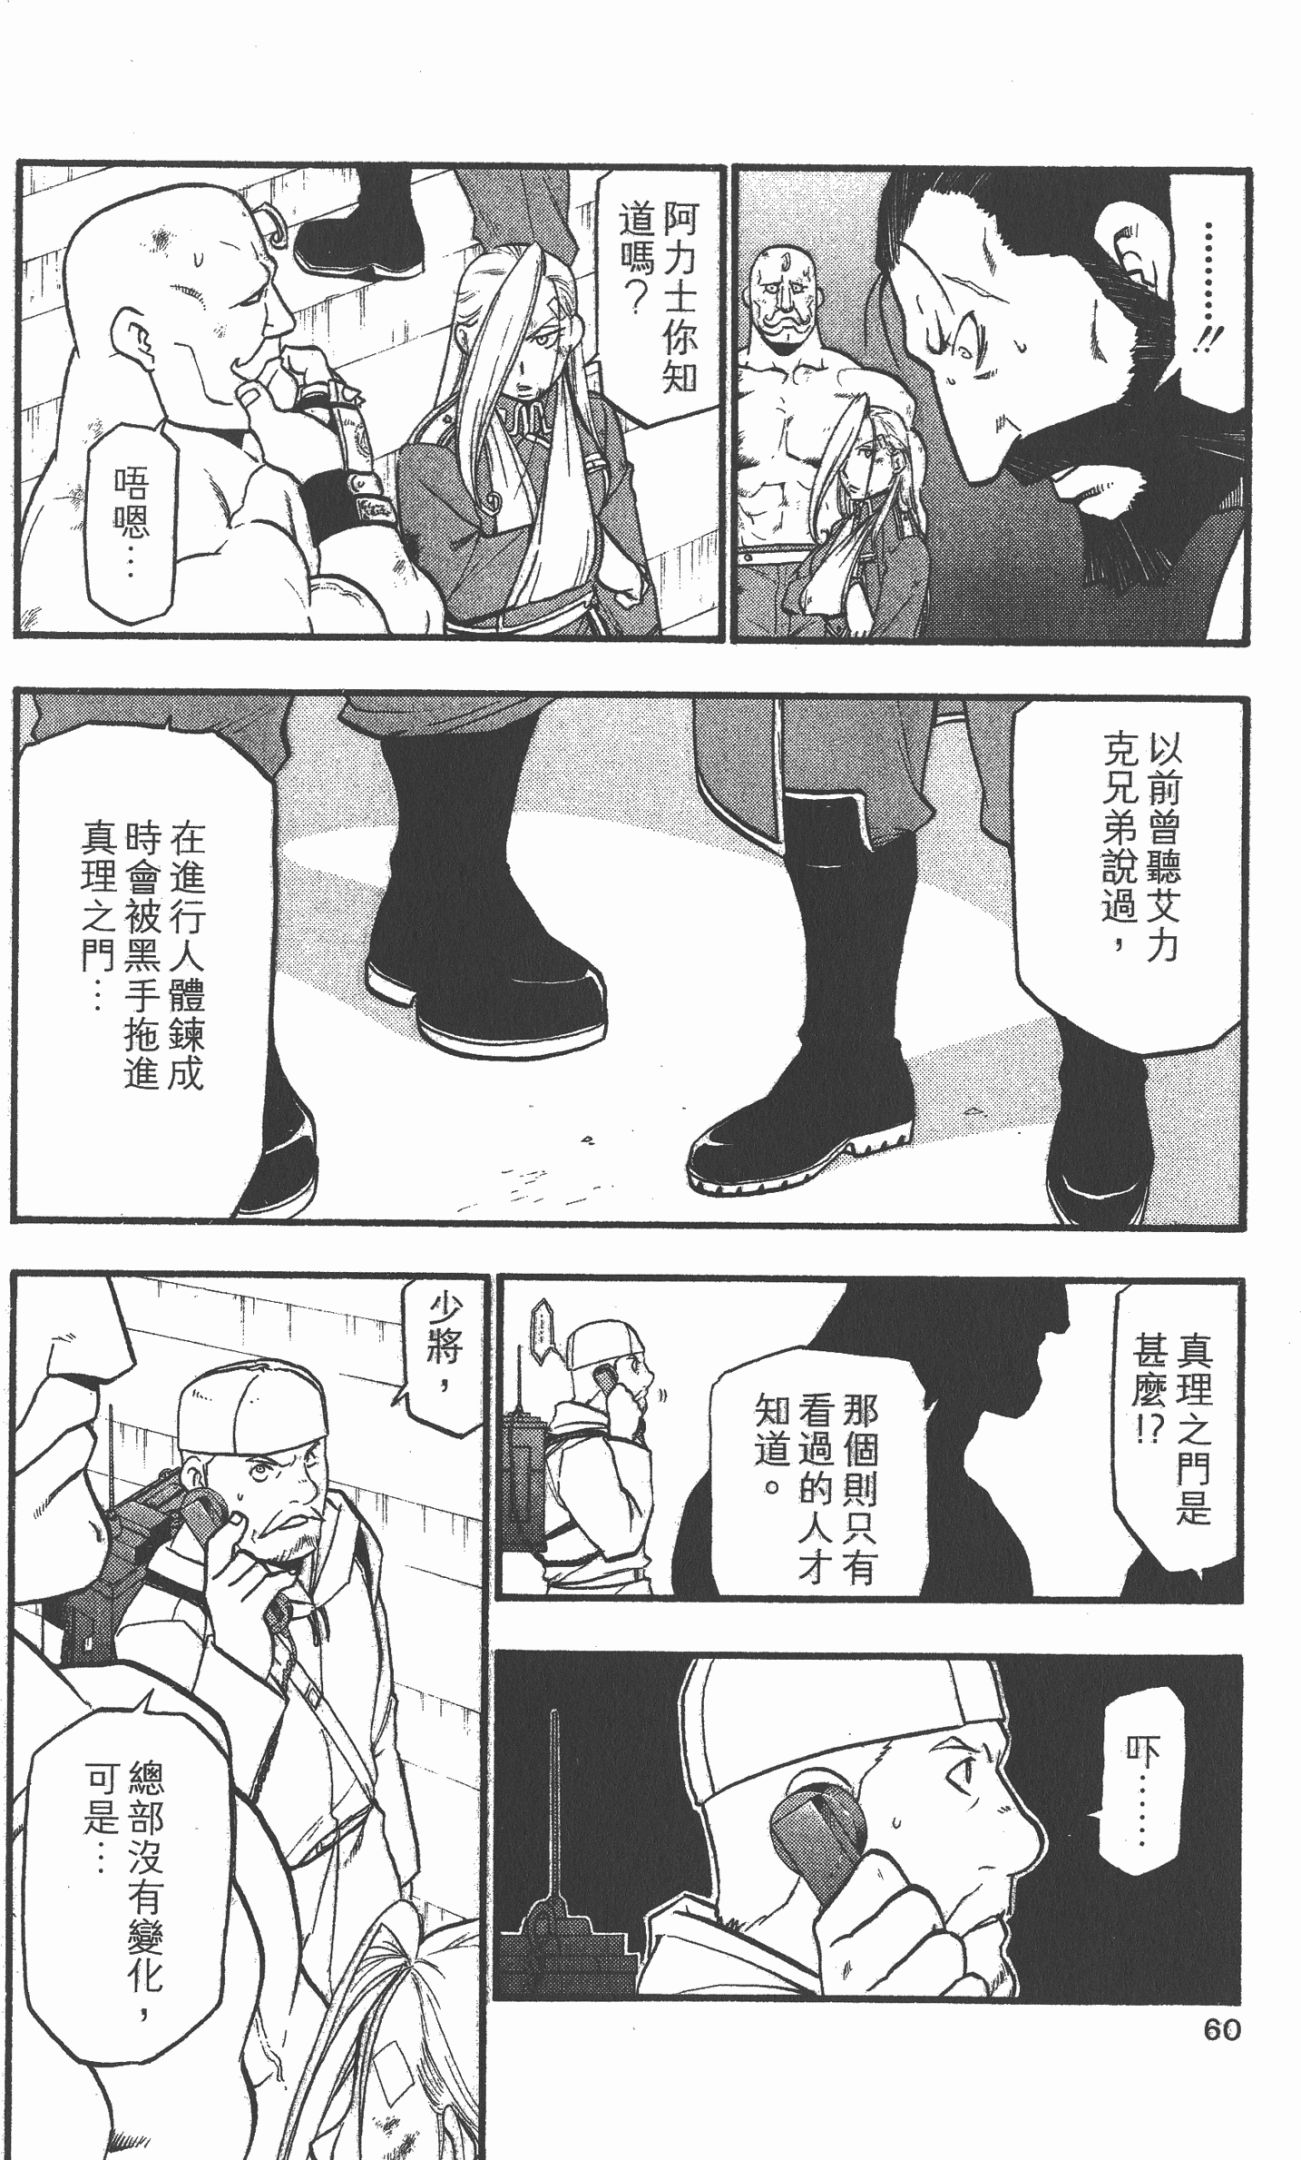 ………!!
阿力士你知
道嗎？
唔嗯…
以前曾聽艾力
克兄弟說過，
在進行人體鍊成
時會被黑手拖進
真理之門…
真理之門是
甚麼!?
那個則只有
看過的人才
知道。
……
吓……
少將，
總部沒有變化，
可是…
60